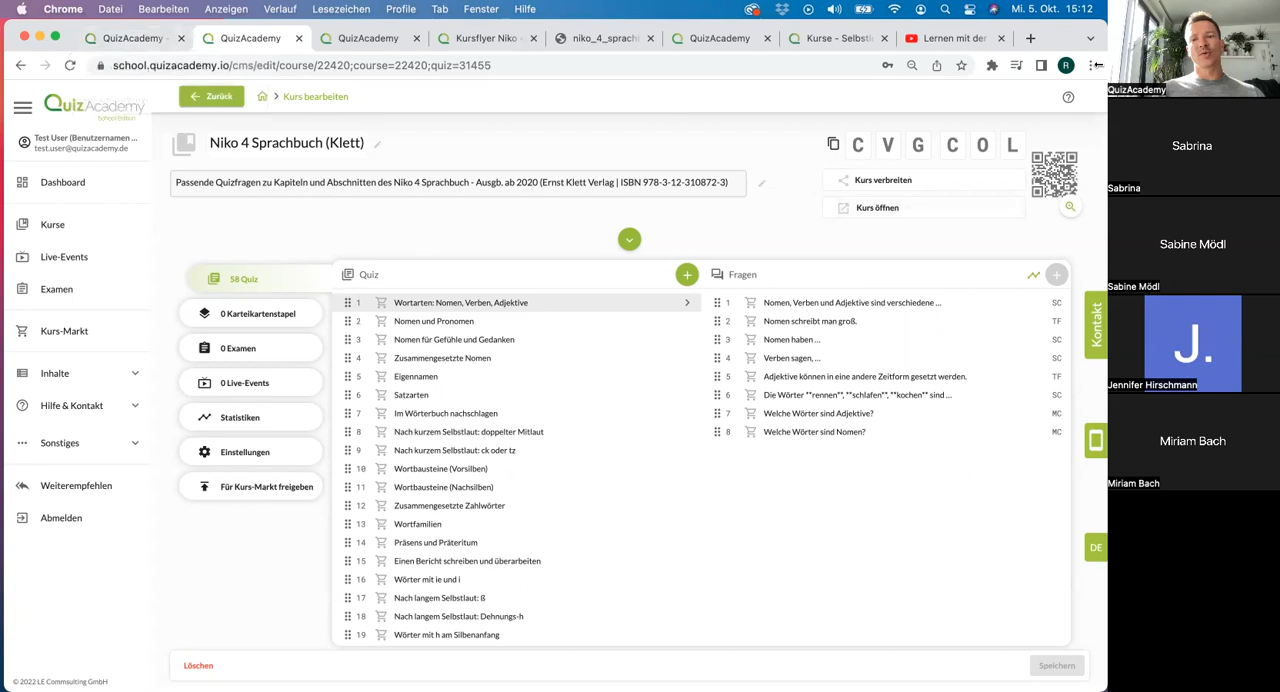 Chrome Datei Bearbeiten Anzeigen Verlauf Lesezeichen Profile Tab Fenster Hilfe Mi. 5. Okt. 15:12
QuizAcademy - QuizAcademy QuizAcademy Kursflyer Niko niko_4_sprach QuizAcademy Kurse - Selbstle Lernen mit der
school.quizacademy.io/cms/edit/course/22420;course=22420;quiz=31455
R
QuizAcademy
School Edition
Zurück
Kurs bearbeiten
Test User (Benutzernamen ...
test.user@quizacademy.de
Dashboard
Kurse
Live-Events
Examen
Kurs-Markt
Inhalte
Hilfe & Kontakt
Sonstiges
Weiterempfehlen
Abmelden
© 2022 LE Commsulting GmbH
Niko 4 Sprachbuch (Klett)
C V G C O L
Passende Quizfragen zu Kapiteln und Abschnitten des Niko 4 Sprachbuch - Ausgb. ab 2020 (Ernst Klett Verlag | ISBN 978-3-12-310872-3)
Kurs verbreiten
Kurs öffnen
58 Quiz
0 Karteikartenstapel
0 Examen
0 Live-Events
Statistiken
Einstellungen
Für Kurs-Markt freigeben
Quiz
1 Wortarten: Nomen, Verben, Adjektive
2 Nomen und Pronomen
3 Nomen für Gefühle und Gedanken
4 Zusammengesetzte Nomen
5 Eigennamen
6 Satzarten
7 Im Wörterbuch nachschlagen
8 Nach kurzem Selbstlaut: doppelter Mitlaut
9 Nach kurzem Selbstlaut: ck oder tz
10 Wortbausteine (Vorsilben)
11 Wortbausteine (Nachsilben)
12 Zusammengesetzte Zahlwörter
13 Wortfamilien
14 Präsens und Präteritum
15 Einen Bericht schreiben und überarbeiten
16 Wörter mit ie und i
17 Nach langem Selbstlaut: ß
18 Nach langem Selbstlaut: Dehnungs-h
19 Wörter mit h am Silbenanfang
Fragen
1 Nomen, Verben und Adjektive sind verschiedene ... SC
2 Nomen schreibt man groß. TF
3 Nomen haben ... SC
4 Verben sagen, ... SC
5 Adjektive können in eine andere Zeitform gesetzt werden. TF
6 Die Wörter **rennen**, **schlafen**, **kochen** sind ... SC
7 Welche Wörter sind Adjektive? MC
8 Welche Wörter sind Nomen? MC
Löschen
Speichern
Kontakt
DE
QuizAcademy
Sabrina
Sabrina
Sabine Mödl
Sabine Mödl
J.
Jennifer Hirschmann
Miriam Bach
Miriam Bach